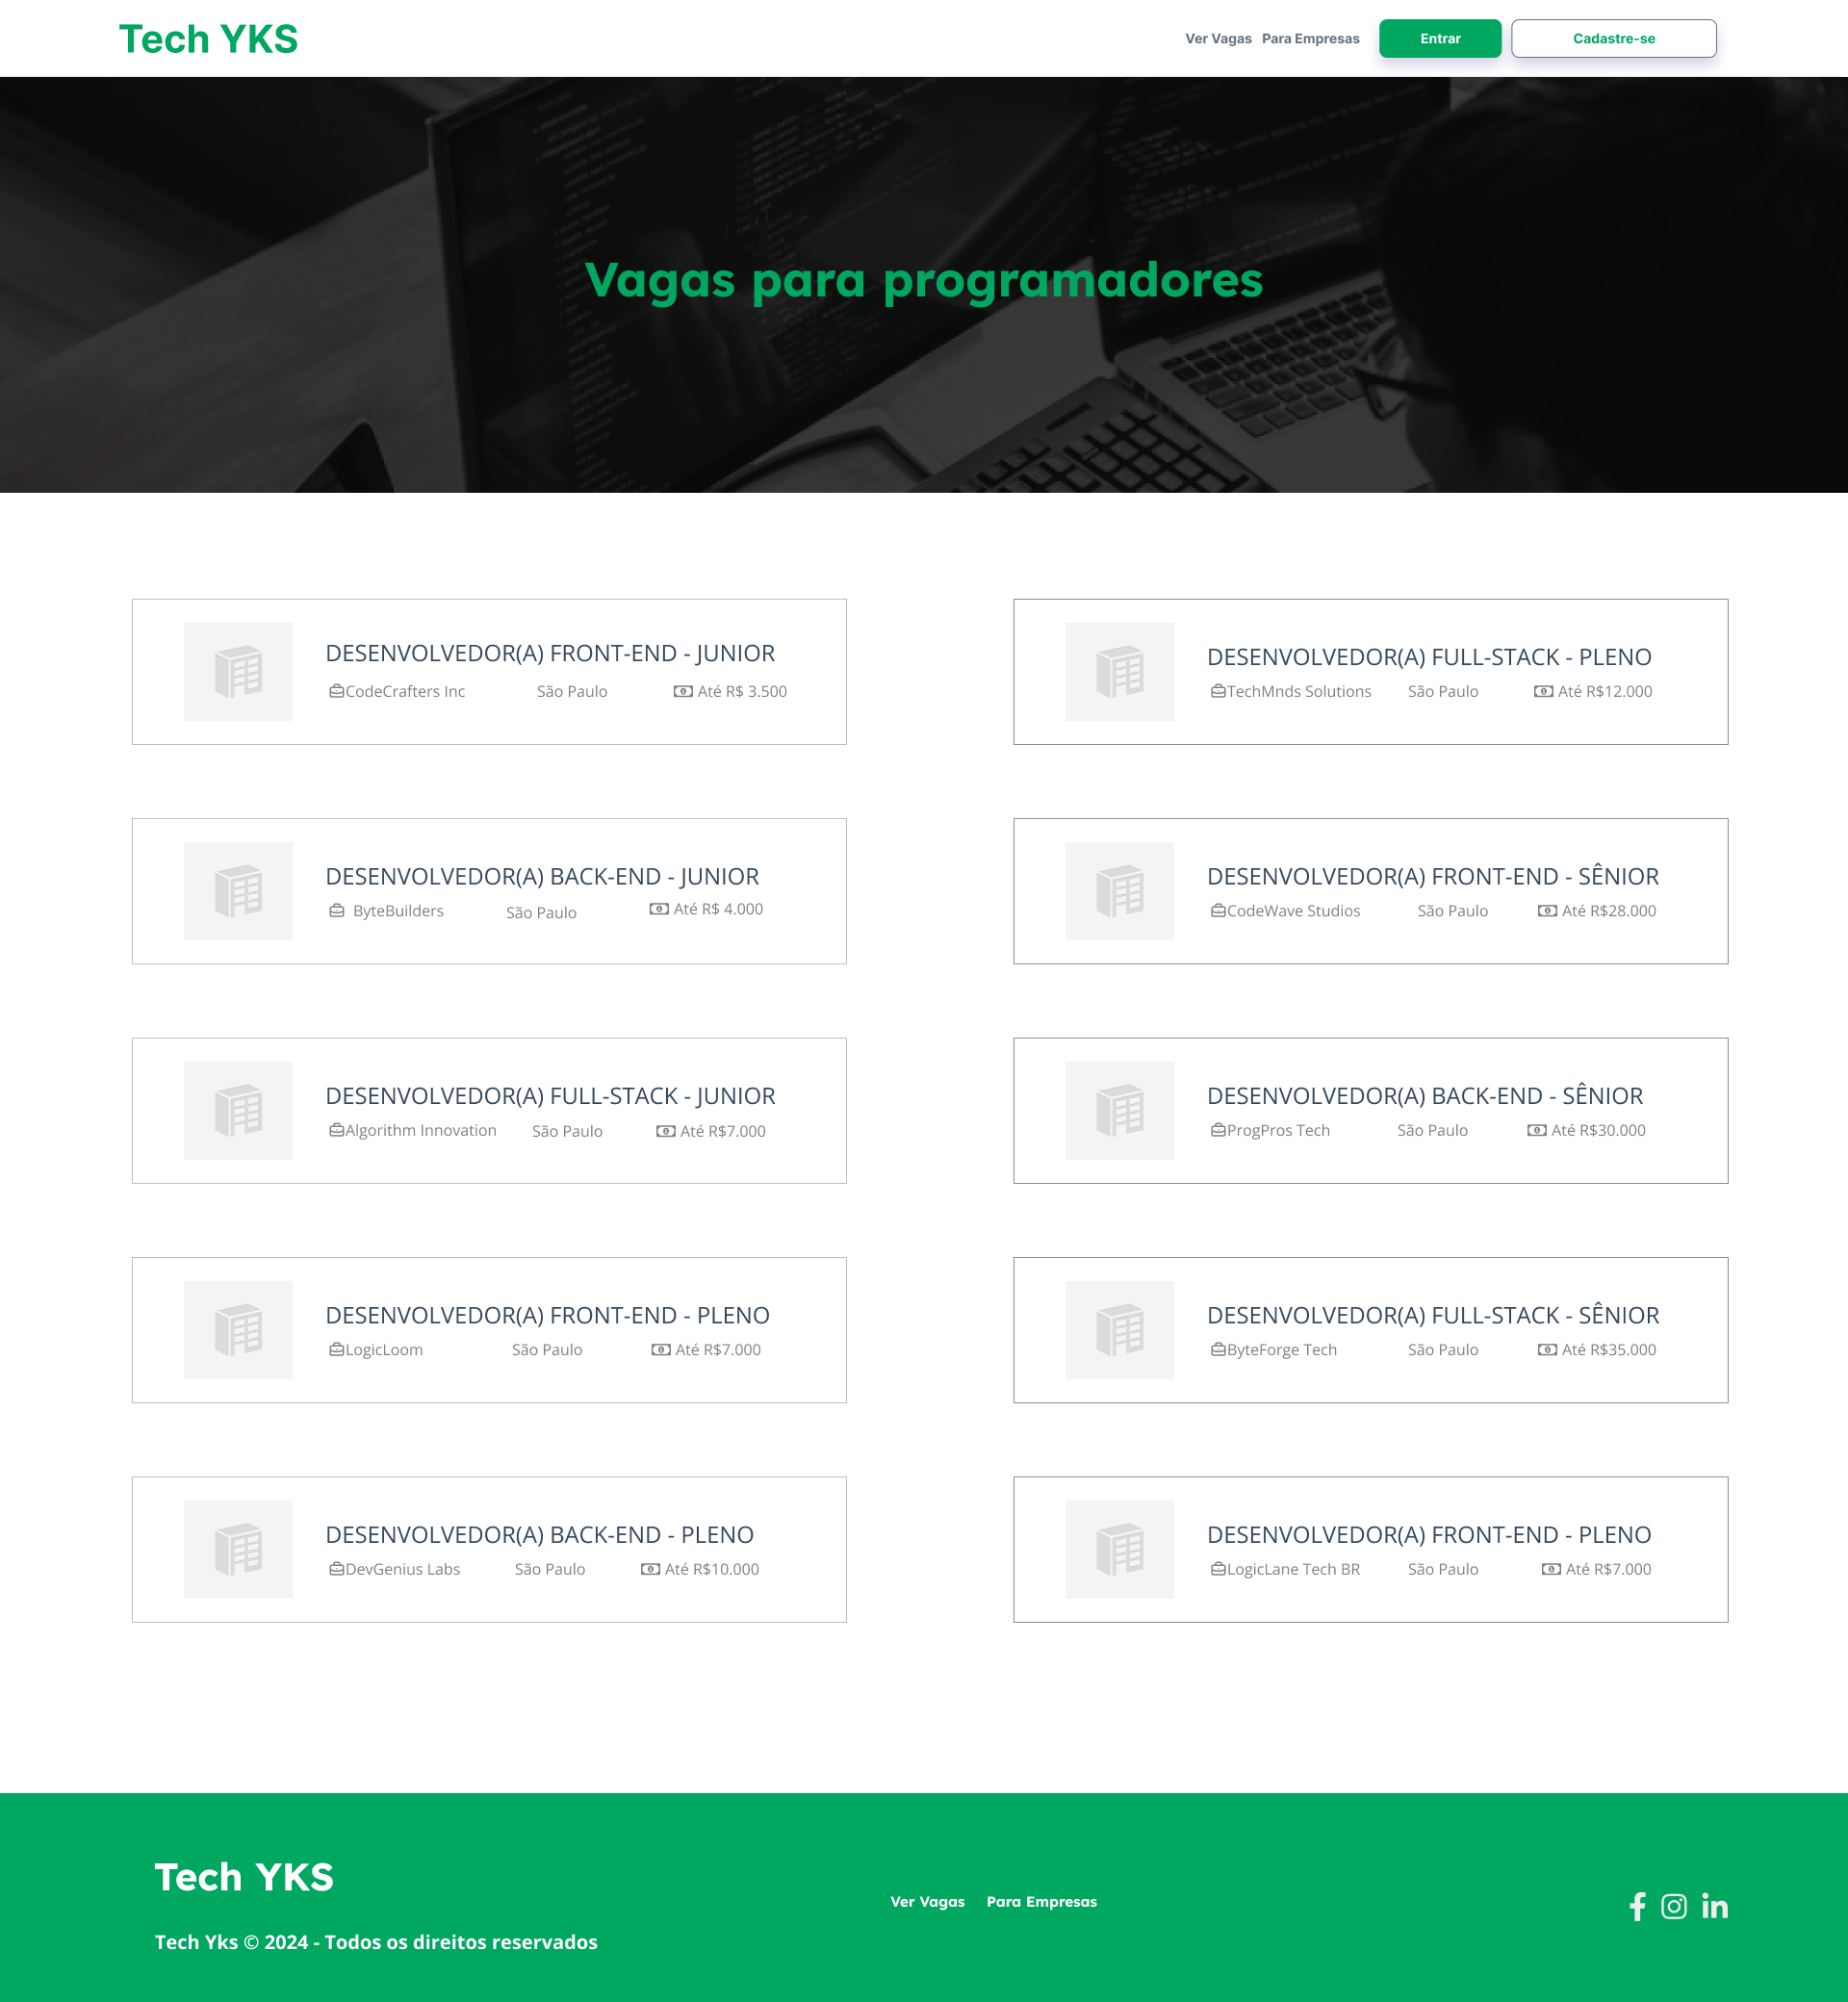 Tech YKS
Ver Vagas Para Empresas Entrar Cadastre-se
Vagas para programadores
DESENVOLVEDOR(A) FRONT-END - JUNIOR
CodeCrafters Inc São Paulo Até R$ 3.500
DESENVOLVEDOR(A) FULL-STACK - PLENO
TechMnds Solutions São Paulo Até R$12.000
DESENVOLVEDOR(A) BACK-END - JUNIOR
ByteBuilders São Paulo Até R$ 4.000
DESENVOLVEDOR(A) FRONT-END - SÊNIOR
CodeWave Studios São Paulo Até R$28.000
DESENVOLVEDOR(A) FULL-STACK - JUNIOR
Algorithm Innovation São Paulo Até R$7.000
DESENVOLVEDOR(A) BACK-END - SÊNIOR
ProgPros Tech São Paulo Até R$30.000
DESENVOLVEDOR(A) FRONT-END - PLENO
LogicLoom São Paulo Até R$7.000
DESENVOLVEDOR(A) FULL-STACK - SÊNIOR
ByteForge Tech São Paulo Até R$35.000
DESENVOLVEDOR(A) BACK-END - PLENO
DevGenius Labs São Paulo Até R$10.000
DESENVOLVEDOR(A) FRONT-END - PLENO
LogicLane Tech BR São Paulo Até R$7.000
Tech YKS
Ver Vagas Para Empresas
Tech Yks © 2024 - Todos os direitos reservados